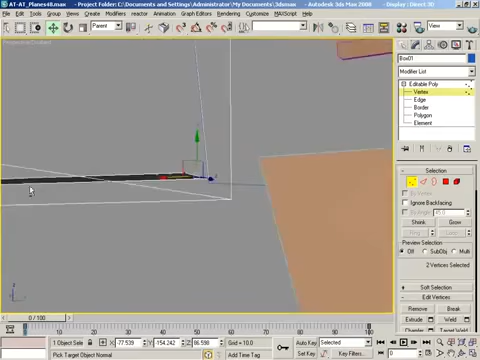 AT-AT_Planes48.max - Project Folder: C:\Documents and Settings\Administrator\My Documents\3dsmax - Autodesk 3ds Max 2008 - Display : Direct 3D
File Edit Tools Group Views Create Modifiers reactor Animation Graph Editors Rendering Customize MAXScript Help
Parent
View
Box01
Modifier List
Editable Poly
Vertex
Edge
Border
Polygon
Element
Selection
By Vertex
Ignore Backfacing
By Angle: 45.0
Shrink Grow
Ring Loop
Preview Selection
Off SubObj Multi
2 Vertices Selected
Soft Selection
Edit Vertices
Remove Break
Extrude Weld
Chamfer Target Weld
0 / 100
0 100
1 Object Sele X -77.539 Y -154.242 Z 86.598 Grid = 10.0
Auto Key Selected
Pick Target Object Normal Add Time Tag Set Key Key Filters...